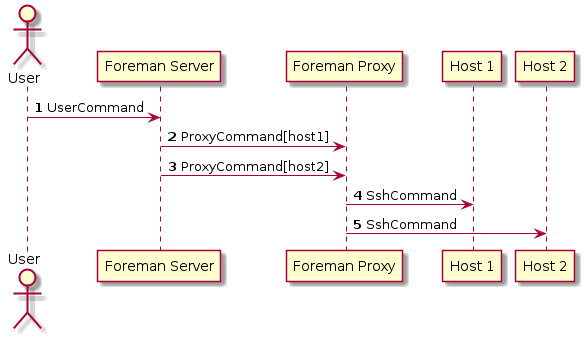 User
Foreman Server
Foreman Proxy
Host 1
Host 2
1 UserCommand
2 ProxyCommand[host1]
3 ProxyCommand[host2]
4 SshCommand
5 SshCommand
User
Foreman Server
Foreman Proxy
Host 1
Host 2